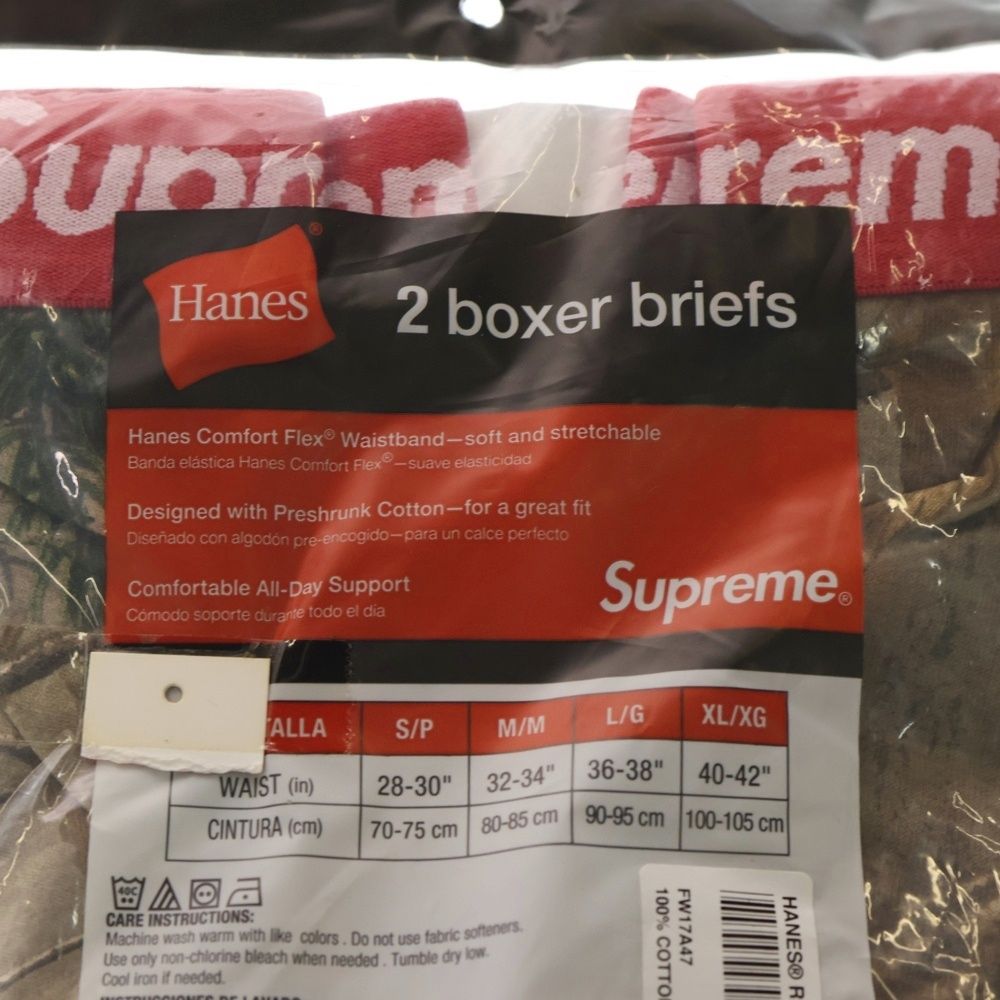 Hanes®
2 boxer briefs
Hanes Comfort Flex® Waistband—soft and stretchable
Banda elástica Hanes Comfort Flex®—suave elasticidad
Designed with Preshrunk Cotton—for a great fit
Diseñado con algodón pre-encogido—para un calce perfecto
Comfortable All-Day Support
Cómodo soporte durante todo el día
Supreme®
TALLA S/P M/M L/G XL/XG
WAIST (in) 28-30" 32-34" 36-38" 40-42"
CINTURA (cm) 70-75 cm 80-85 cm 90-95 cm 100-105 cm
40C
CARE INSTRUCTIONS:
Machine wash warm with like colors . Do not use fabric softeners.
Use only non-chlorine bleach when needed . Tumble dry low.
Cool iron if needed.
INSTRUCCIONES DE LAVADO
HANES® R
FW17A47
100% COTTO